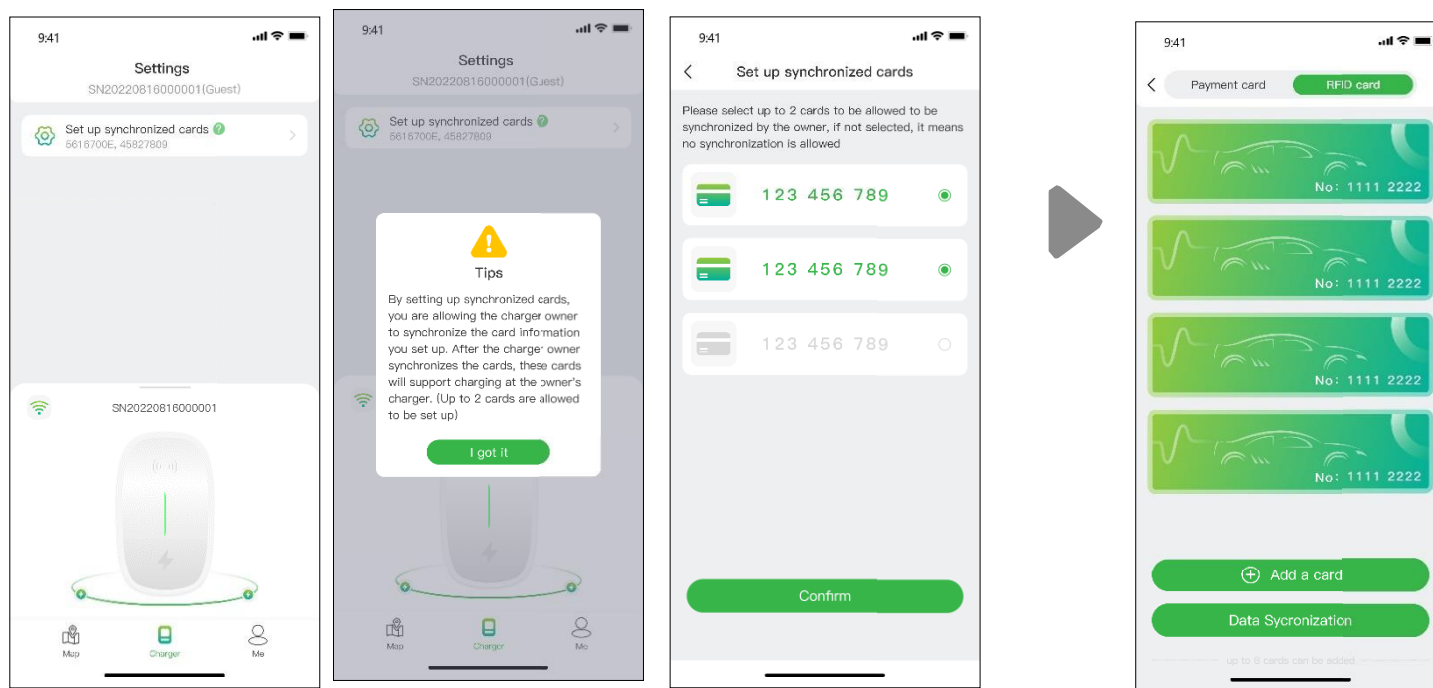 9:41
Settings
SN20220816000001(Guest)
Set up synchronized cards ?
5616700E, 45827809
SN20220816000001
Map
Charger
Me
9:41
Settings
SN20220816000001(Guest)
Set up synchronized cards ?
5616700E, 45827809
!
Tips
By setting up synchronized cards,
you are allowing the charger owner
to synchronize the card information
you set up. After the charger owner
synchronizes the cards, these cards
will support charging at the owner's
charger. (Up to 2 cards are allowed
to be set up)
I got it
Map
Charger
Me
9:41
Set up synchronized cards
Please select up to 2 cards to be allowed to be
synchronized by the owner, if not selected, it means
no synchronization is allowed
123 456 789
123 456 789
123 456 789
Confirm
9:41
Payment card
RFID card
No: 1111 2222
No: 1111 2222
No: 1111 2222
No: 1111 2222
Add a card
Data Sycronization
up to 8 cards can be added